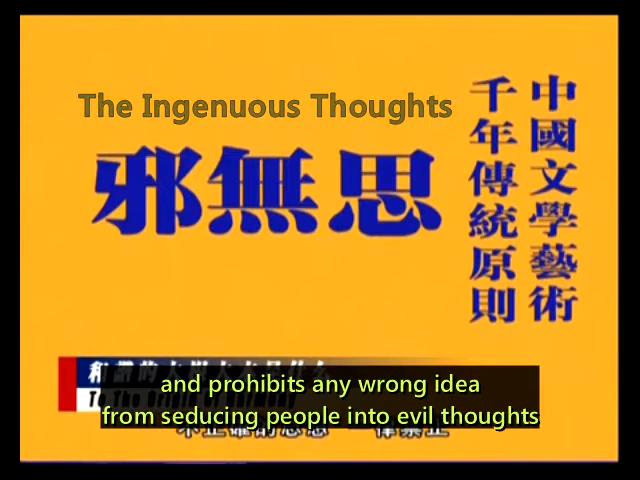 The Ingenuous Thoughts
邪無思
中國文學藝術
千年傳統原則
and prohibits any wrong idea
from seducing people into evil thoughts